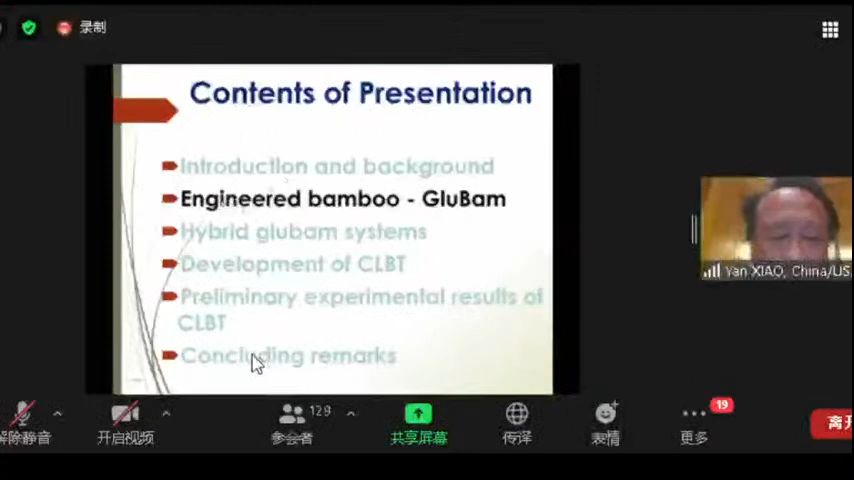 录制
Contents of Presentation
Introduction and background
Engineered bamboo - GluBam
Hybrid glubam systems
Development of CLBT
Preliminary experimental results of
CLBT
Concluding remarks
Yan XIAO, China/US
128
19
解除静音
开启视频
参会者
共享屏幕
传译
表情
更多
离开